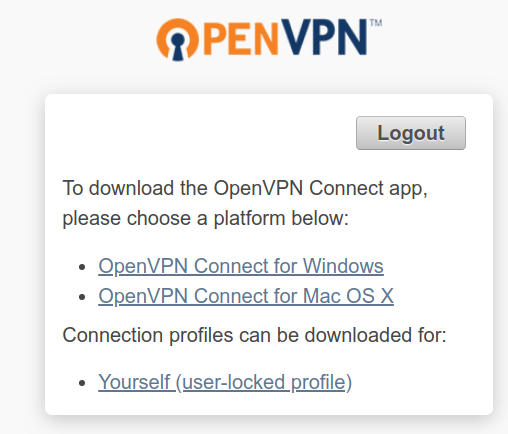 OPENVPN™
Logout
To download the OpenVPN Connect app,
please choose a platform below:
• OpenVPN Connect for Windows
• OpenVPN Connect for Mac OS X
Connection profiles can be downloaded for:
• Yourself (user-locked profile)